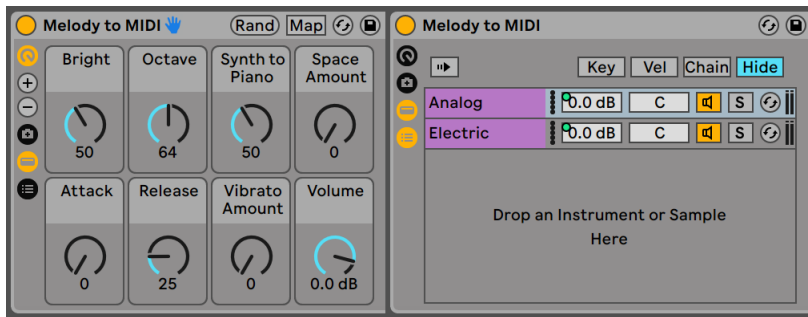 Melody to MIDI
Rand Map
Bright Octave Synth to Piano Space Amount
50 64 50 0
Attack Release Vibrato Amount Volume
0 25 0 0.0 dB
Melody to MIDI
Key Vel Chain Hide
Analog 0.0 dB C S
Electric 0.0 dB C S
Drop an Instrument or Sample
Here